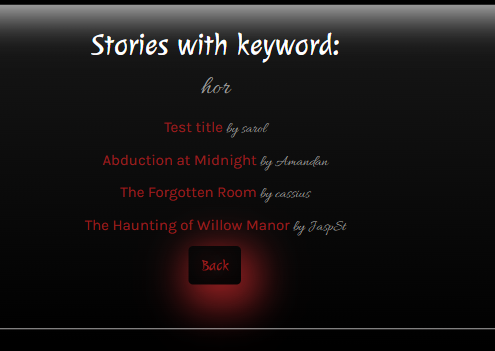 Stories with keyword:
hor
Test title by sarol
Abduction at Midnight by Amandan
The Forgotten Room by cassius
The Haunting of Willow Manor by JaspSt
Back